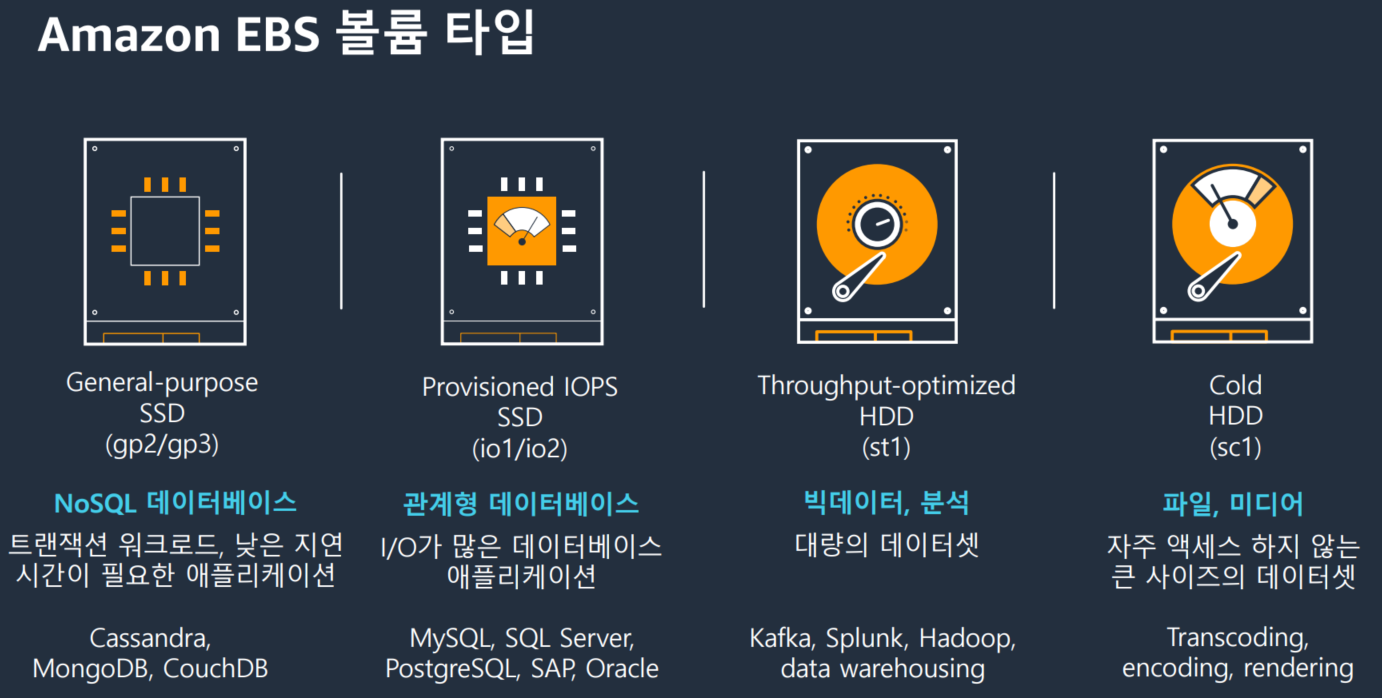 Amazon EBS 볼륨 타입
General-purpose
SSD
(gp2/gp3)
NoSQL 데이터베이스
트랜잭션 워크로드, 낮은 지연
시간이 필요한 애플리케이션
Cassandra,
MongoDB, CouchDB
Provisioned IOPS
SSD
(io1/io2)
관계형 데이터베이스
I/O가 많은 데이터베이스
애플리케이션
MySQL, SQL Server,
PostgreSQL, SAP, Oracle
Throughput-optimized
HDD
(st1)
빅데이터, 분석
대량의 데이터셋
Kafka, Splunk, Hadoop,
data warehousing
Cold
HDD
(sc1)
파일, 미디어
자주 액세스 하지 않는
큰 사이즈의 데이터셋
Transcoding,
encoding, rendering